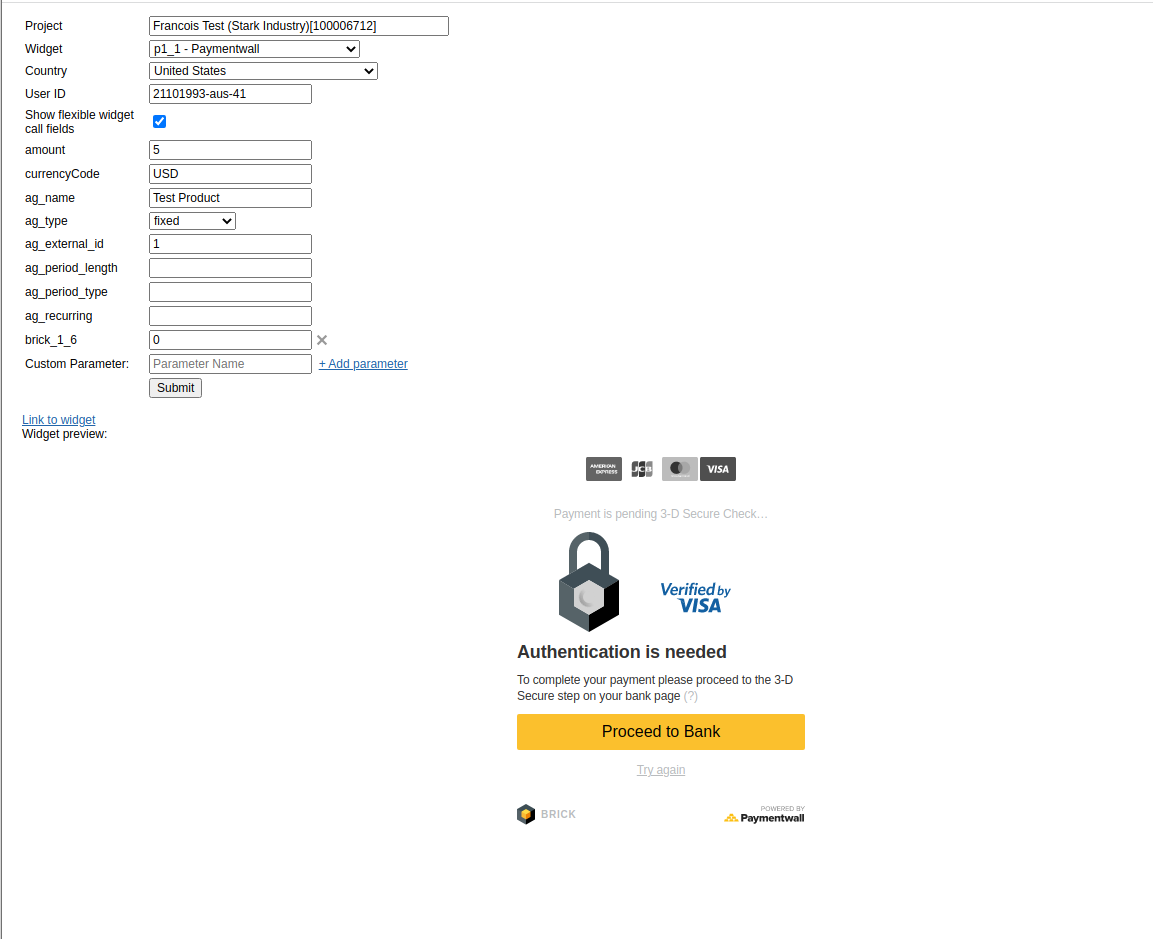 Project Francois Test (Stark Industry)[100006712]
Widget p1_1 - Paymentwall
Country United States
User ID 21101993-aus-41
Show flexible widget
call fields
amount 5
currencyCode USD
ag_name Test Product
ag_type fixed
ag_external_id 1
ag_period_length
ag_period_type
ag_recurring
brick_1_6 0
Custom Parameter: Parameter Name + Add parameter
Submit
Link to widget
Widget preview:
AMERICAN EXPRESS JCB VISA
Payment is pending 3-D Secure Check…
Verified by
VISA
Authentication is needed
To complete your payment please proceed to the 3-D
Secure step on your bank page (?)
Proceed to Bank
Try again
BRICK
POWERED BY
Paymentwall